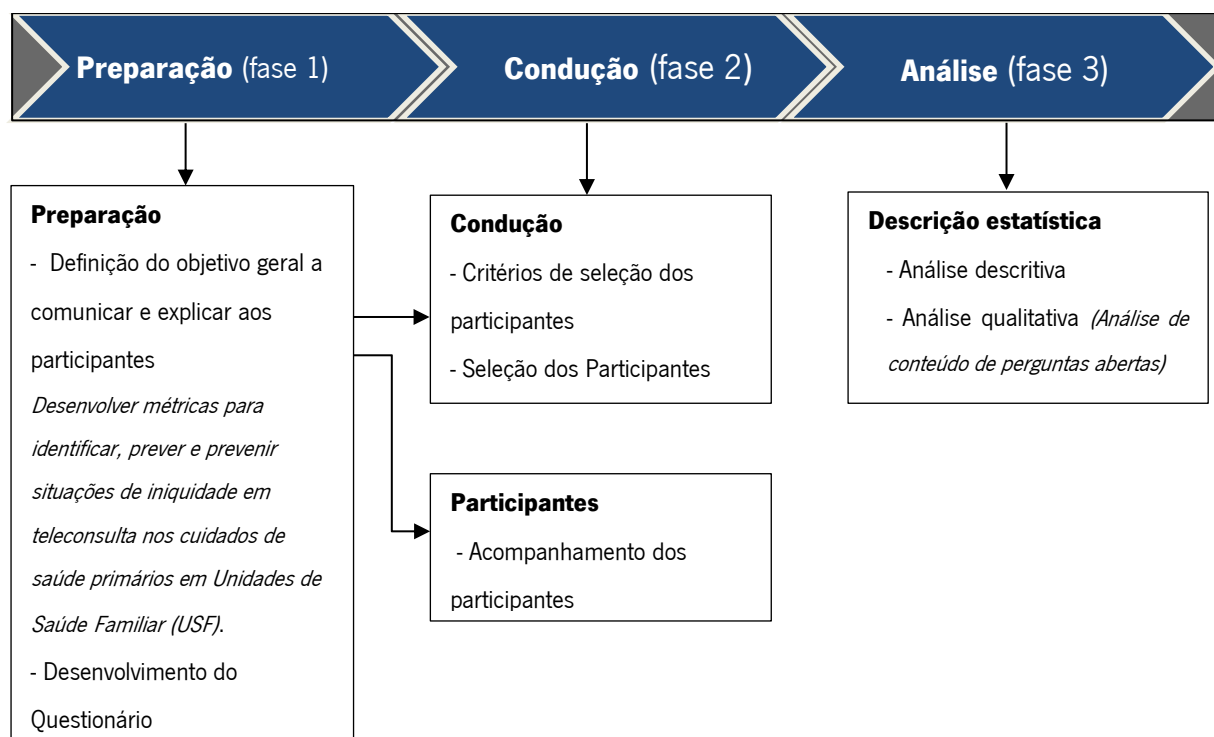 Preparação (fase 1)
Condução (fase 2)
Análise (fase 3)
Preparação
- Definição do objetivo geral a
comunicar e explicar aos
participantes
Desenvolver métricas para
identificar, prever e prevenir
situações de iniquidade em
teleconsulta nos cuidados de
saúde primários em Unidades de
Saúde Familiar (USF).
- Desenvolvimento do
Questionário
Condução
- Critérios de seleção dos
participantes
- Seleção dos Participantes
Participantes
- Acompanhamento dos
participantes
Descrição estatística
- Análise descritiva
- Análise qualitativa (Análise de
conteúdo de perguntas abertas)